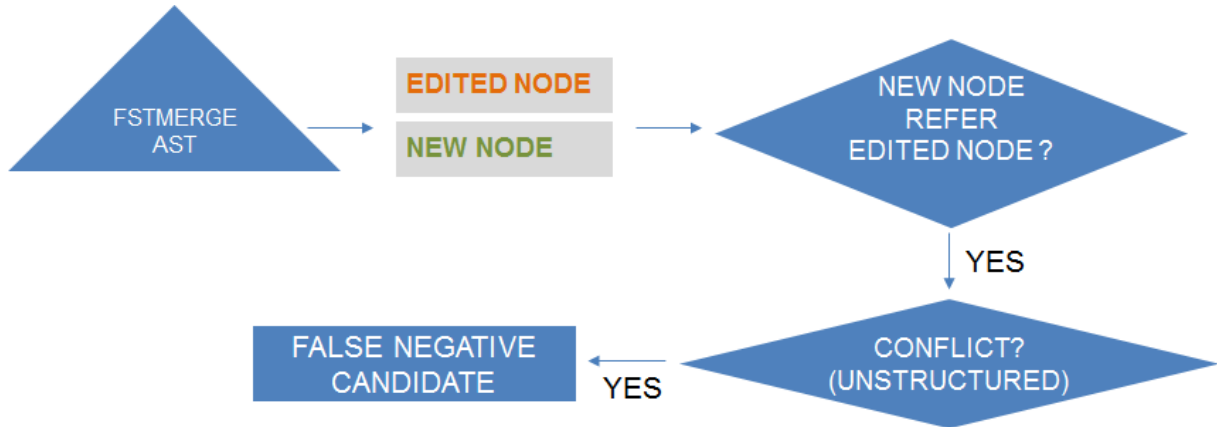 FSTMERGE
AST
EDITED NODE
NEW NODE
NEW NODE
REFER
EDITED NODE ?
YES
CONFLICT?
(UNSTRUCTURED)
YES
FALSE NEGATIVE
CANDIDATE